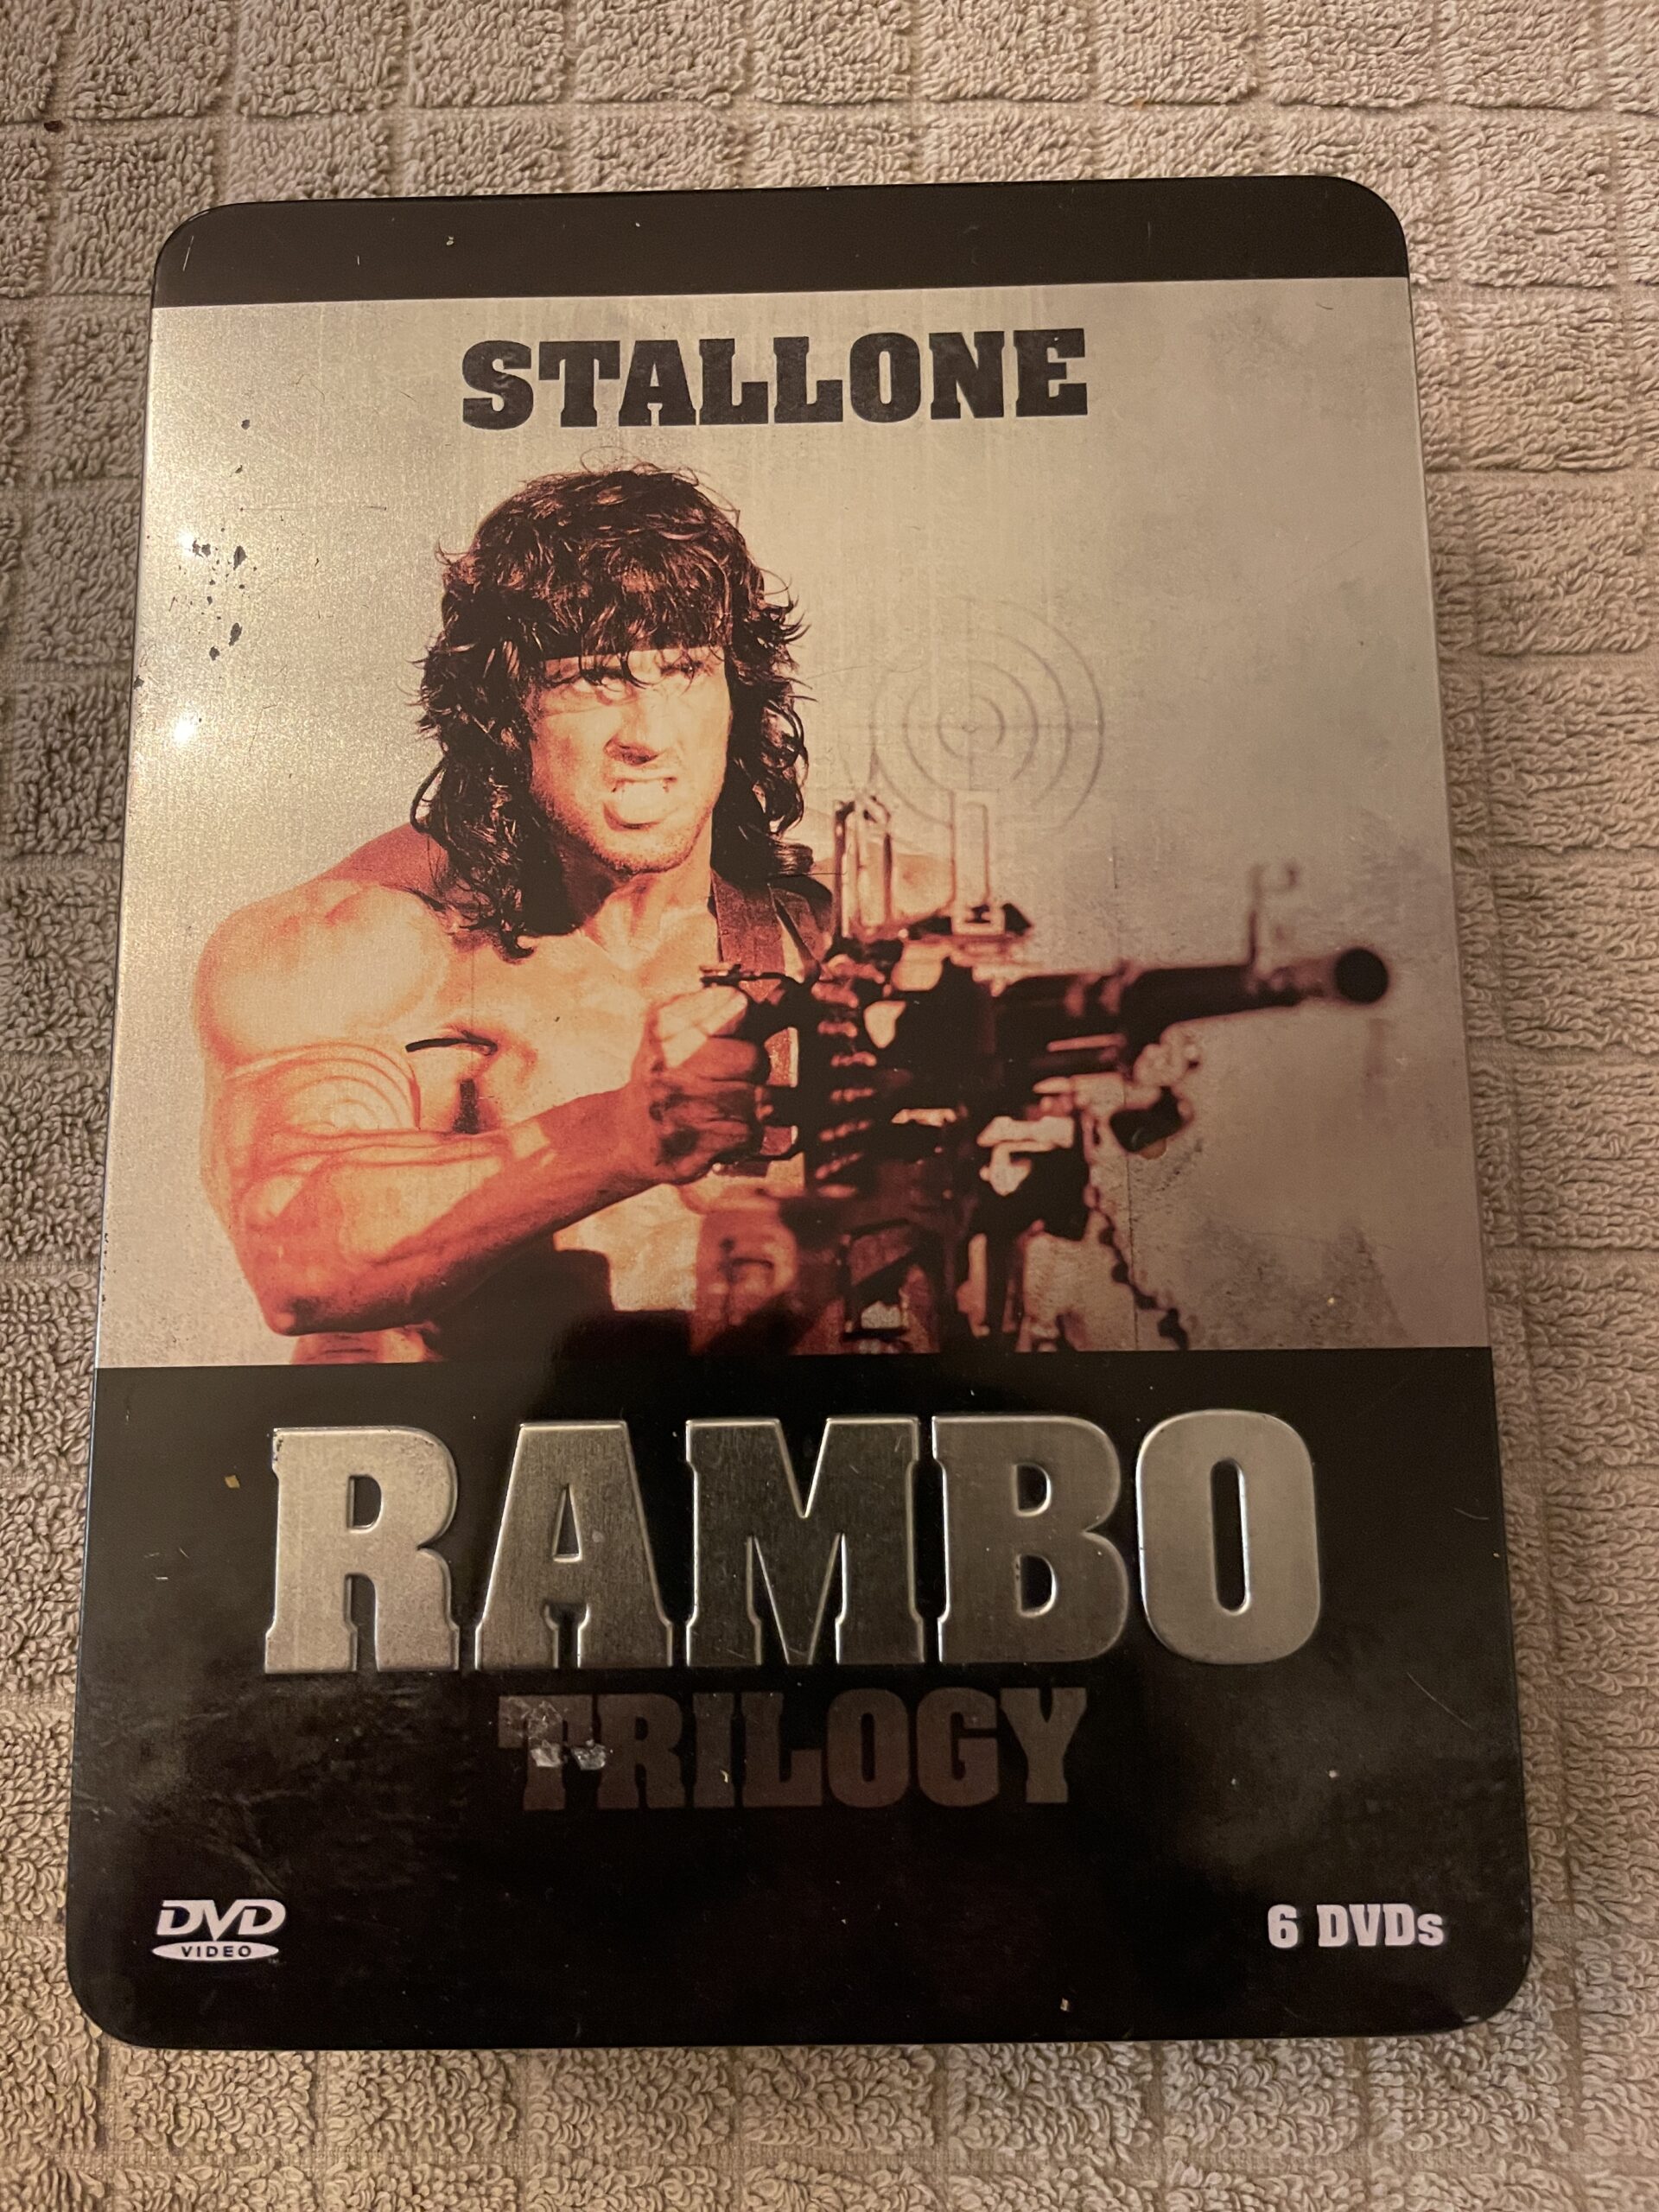 STALLONE
RAMBO
TRILOGY
DVD
VIDEO
6 DVDs